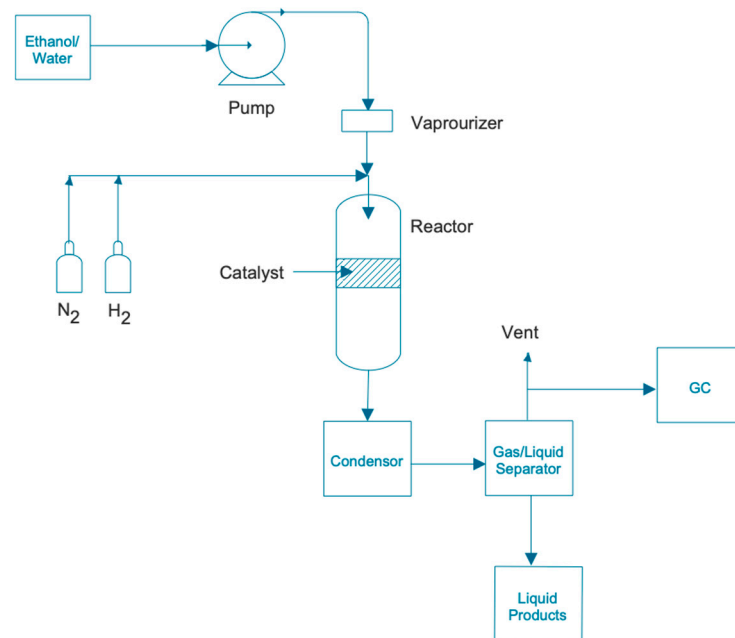 Ethanol/
Water
Pump
Vaprourizer
Reactor
Catalyst
N2
H2
Vent
GC
Condensor
Gas/Liquid
Separator
Liquid
Products